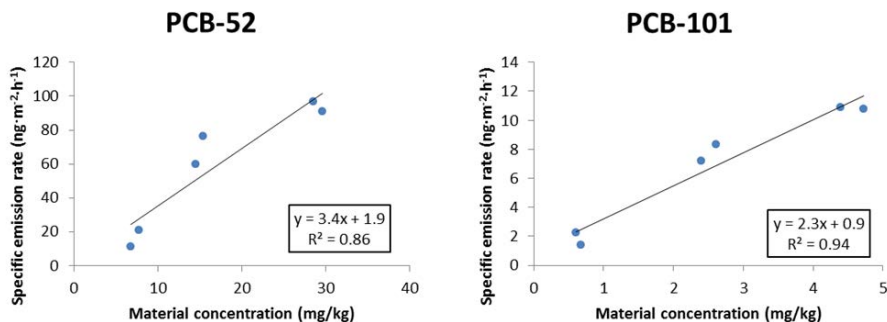 PCB-52
Specific emission rate (ng·m⁻²·h⁻¹)
120
100
80
60
40
20
0
y = 3.4x + 1.9
R² = 0.86
0 10 20 30 40
Material concentration (mg/kg)
PCB-101
Specific emission rate (ng·m⁻²·h⁻¹)
14
12
10
8
6
4
2
0
y = 2.3x + 0.9
R² = 0.94
0 1 2 3 4 5
Material concentration (mg/kg)